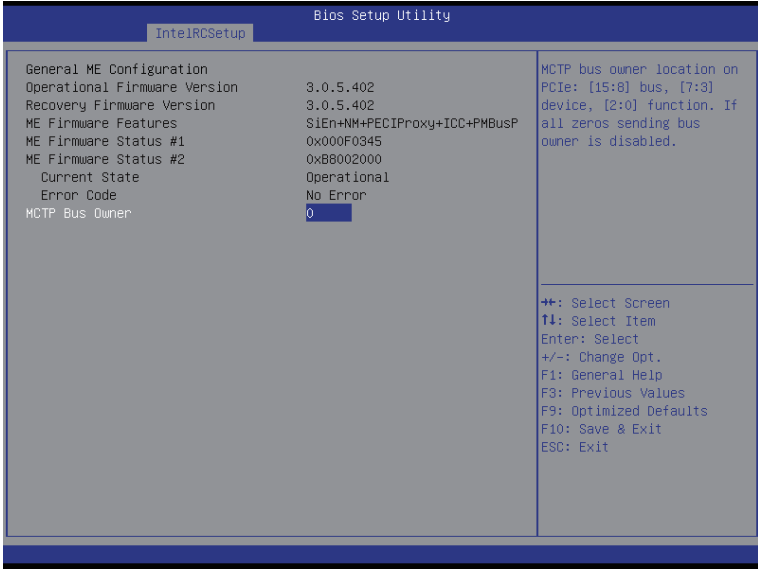 Bios Setup Utility
IntelRCSetup
General ME Configuration
Operational Firmware Version 3.0.5.402
Recovery Firmware Version 3.0.5.402
ME Firmware Features SiEn+NM+PECIProxy+ICC+PMBusP
ME Firmware Status #1 0x000F0345
ME Firmware Status #2 0xB8002000
Current State Operational
Error Code No Error
MCTP Bus Owner 0
MCTP bus owner location on
PCIe: [15:8] bus, [7:3]
device, [2:0] function. If
all zeros sending bus
owner is disabled.
→←: Select Screen
↑↓: Select Item
Enter: Select
+/-: Change Opt.
F1: General Help
F3: Previous Values
F9: Optimized Defaults
F10: Save & Exit
ESC: Exit